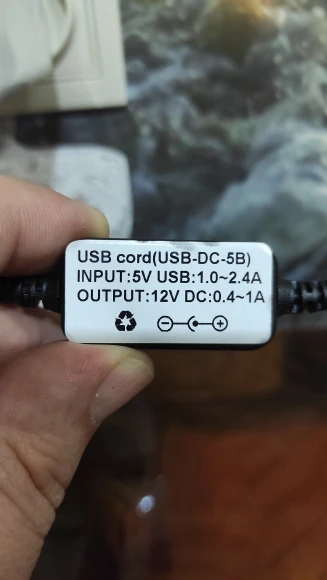 USB cord(USB-DC-5B)
INPUT:5V USB:1.0~2.4A
OUTPUT:12V DC:0.4~1A